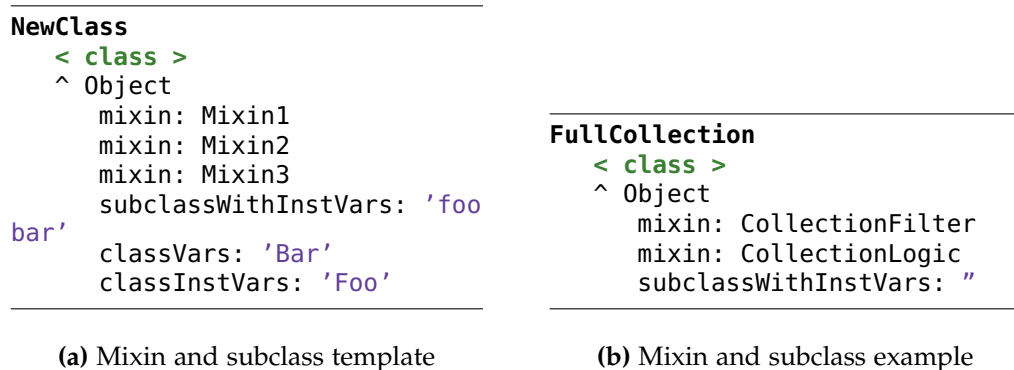 NewClass
< class >
^ Object
mixin: Mixin1
mixin: Mixin2
mixin: Mixin3
subclassWithInstVars: ’foo
bar’
classVars: ’Bar’
classInstVars: ’Foo’
(a) Mixin and subclass template
FullCollection
< class >
^ Object
mixin: CollectionFilter
mixin: CollectionLogic
subclassWithInstVars: ”
(b) Mixin and subclass example